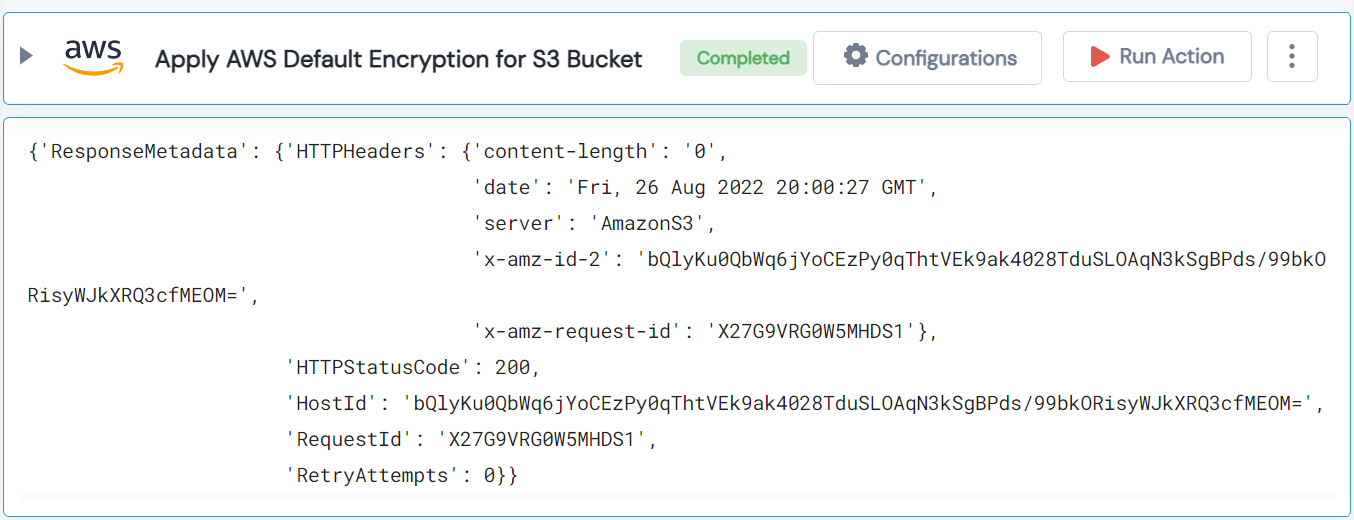 aws Apply AWS Default Encryption for S3 Bucket Completed Configurations Run Action
{'ResponseMetadata': {'HTTPHeaders': {'content-length': '0',
'date': 'Fri, 26 Aug 2022 20:00:27 GMT',
'server': 'AmazonS3',
'x-amz-id-2': 'bQlyKu0QbWq6jYoCEzPy0qThtVEk9ak4028TduSLOAqN3kSgBPds/99bkO
RisyWJkXRQ3cfMEOM=',
'x-amz-request-id': 'X27G9VRG0W5MHDS1'},
'HTTPStatusCode': 200,
'HostId': 'bQlyKu0QbWq6jYoCEzPy0qThtVEk9ak4028TduSLOAqN3kSgBPds/99bkORisyWJkXRQ3cfMEOM=',
'RequestId': 'X27G9VRG0W5MHDS1',
'RetryAttempts': 0}}